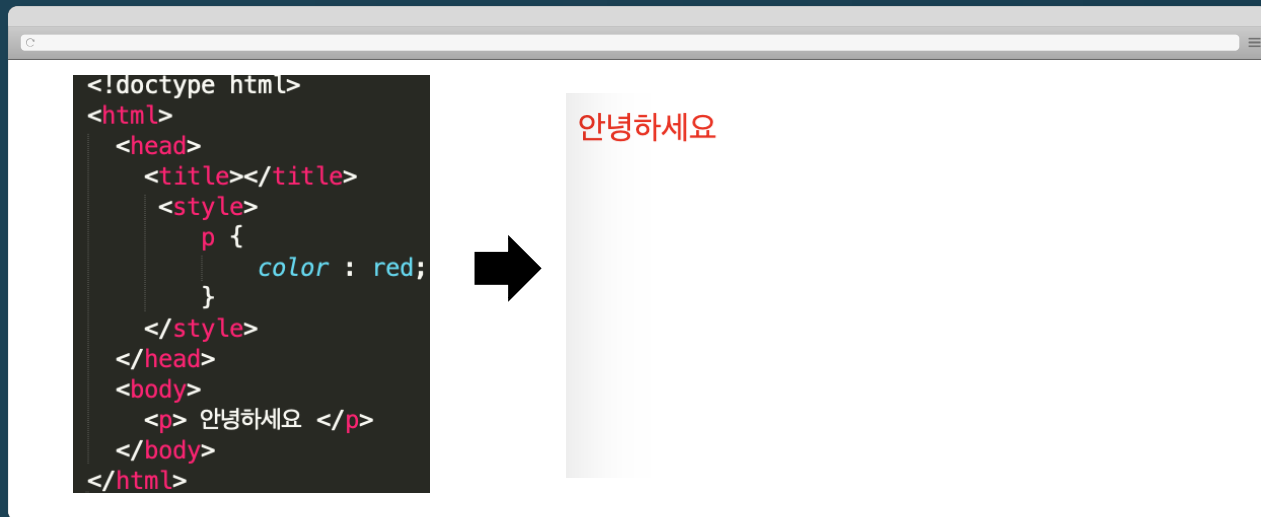 <!doctype html>
<html>
<head>
<title></title>
<style>
p {
color : red;
}
</style>
</head>
<body>
<p> 안녕하세요 </p>
</body>
</html>
안녕하세요